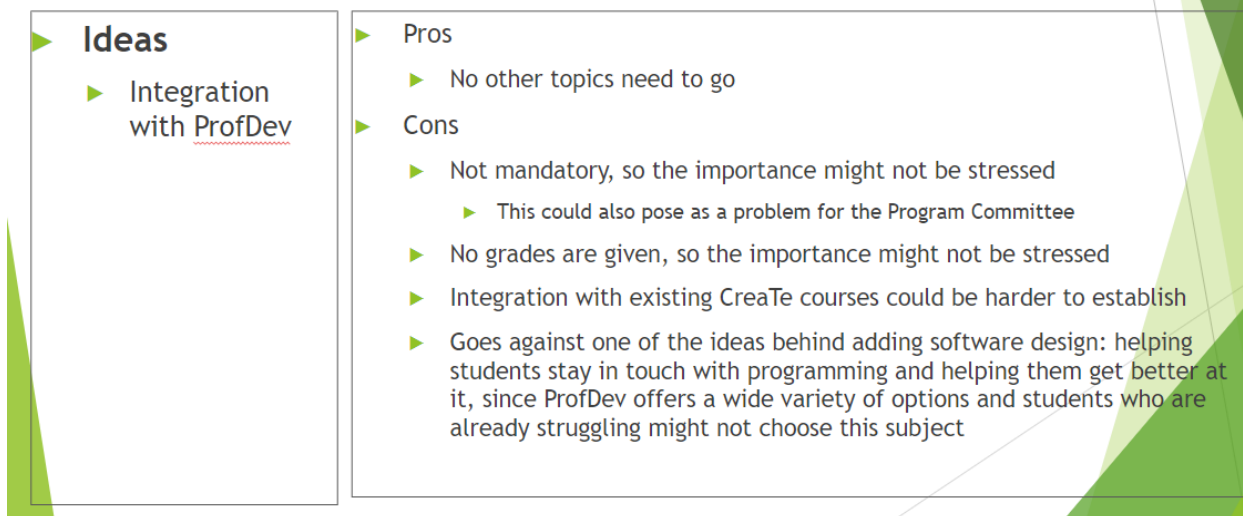 Ideas
Integration
with ProfDev
Pros
No other topics need to go
Cons
Not mandatory, so the importance might not be stressed
This could also pose as a problem for the Program Committee
No grades are given, so the importance might not be stressed
Integration with existing CreaTe courses could be harder to establish
Goes against one of the ideas behind adding software design: helping
students stay in touch with programming and helping them get better at
it, since ProfDev offers a wide variety of options and students who are
already struggling might not choose this subject